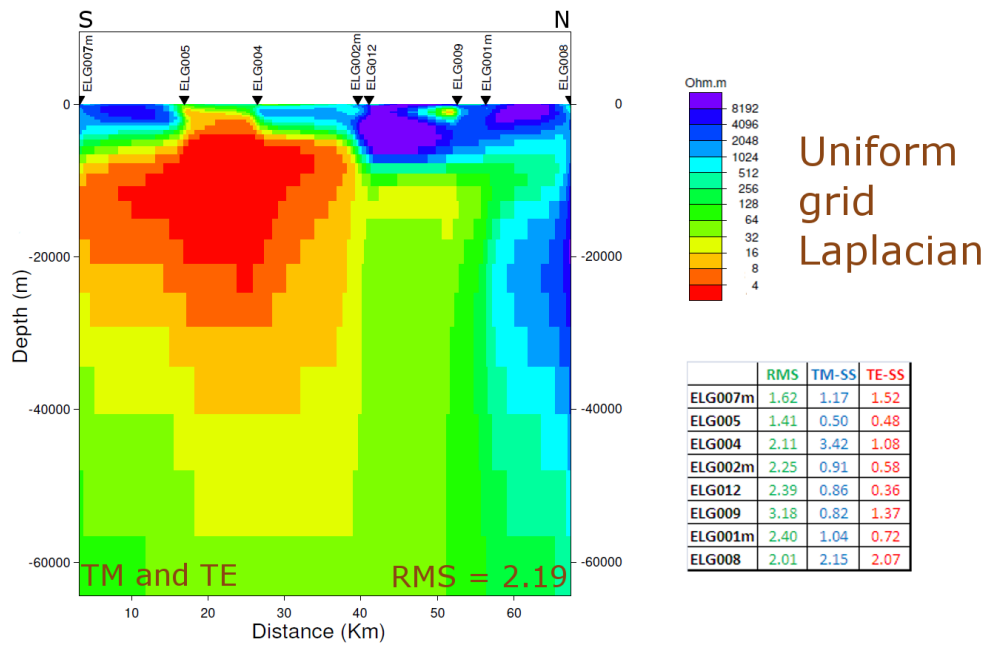 S N
ELG007m ELG005 ELG004 ELG002m ELG012 ELG009 ELG001m ELG008
0 0
-20000 -20000
-40000 -40000
-60000 -60000
Depth (m)
TM and TE RMS = 2.19
10 20 30 40 50 60
Distance (Km)
Ohm.m
8192
4096
2048
1024
512
256
128
64
32
16
8
4
Uniform
grid
Laplacian
RMS TM-SS TE-SS
ELG007m 1.62 1.17 1.52
ELG005 1.41 0.50 0.48
ELG004 2.11 3.42 1.08
ELG002m 2.25 0.91 0.58
ELG012 2.39 0.86 0.36
ELG009 3.18 0.82 1.37
ELG001m 2.40 1.04 0.72
ELG008 2.01 2.15 2.07